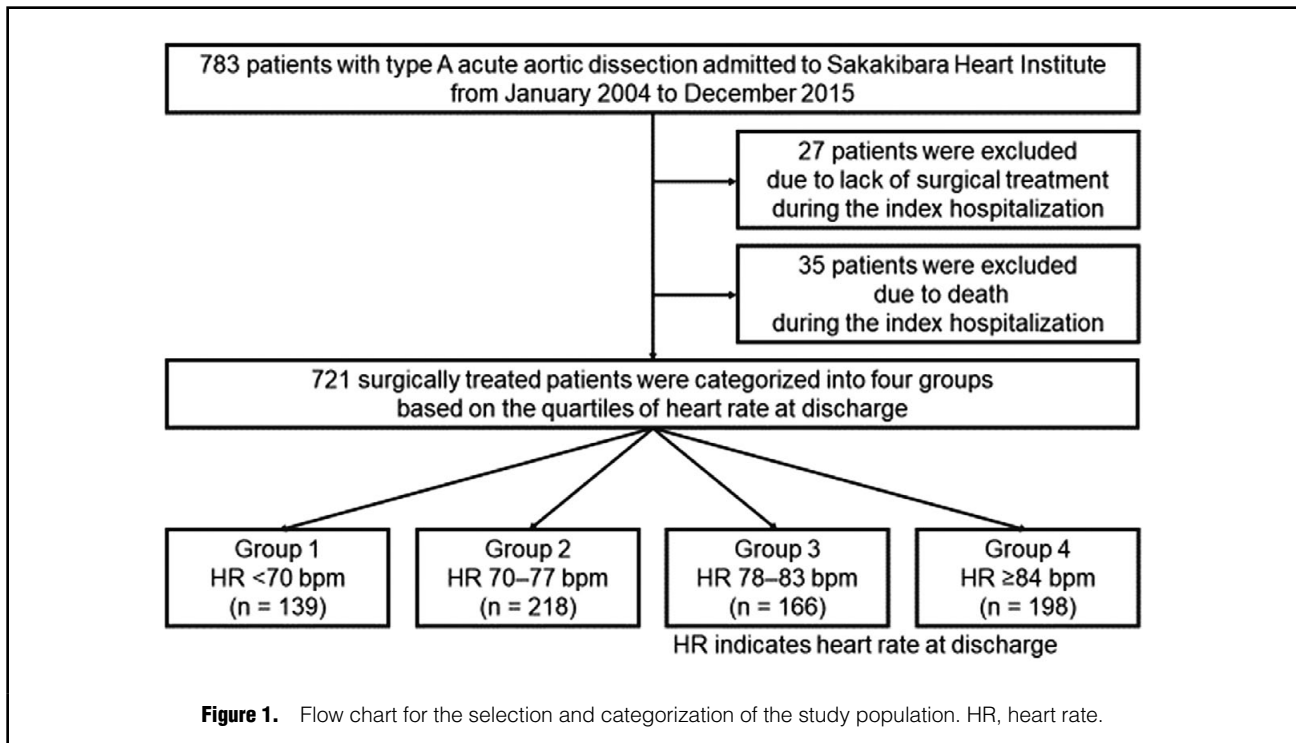 783 patients with type A acute aortic dissection admitted to Sakakibara Heart Institute
from January 2004 to December 2015
27 patients were excluded
due to lack of surgical treatment
during the index hospitalization
35 patients were excluded
due to death
during the index hospitalization
721 surgically treated patients were categorized into four groups
based on the quartiles of heart rate at discharge
Group 1
HR <70 bpm
(n = 139)
Group 2
HR 70–77 bpm
(n = 218)
Group 3
HR 78–83 bpm
(n = 166)
Group 4
HR ≥84 bpm
(n = 198)
HR indicates heart rate at discharge
Figure 1. Flow chart for the selection and categorization of the study population. HR, heart rate.